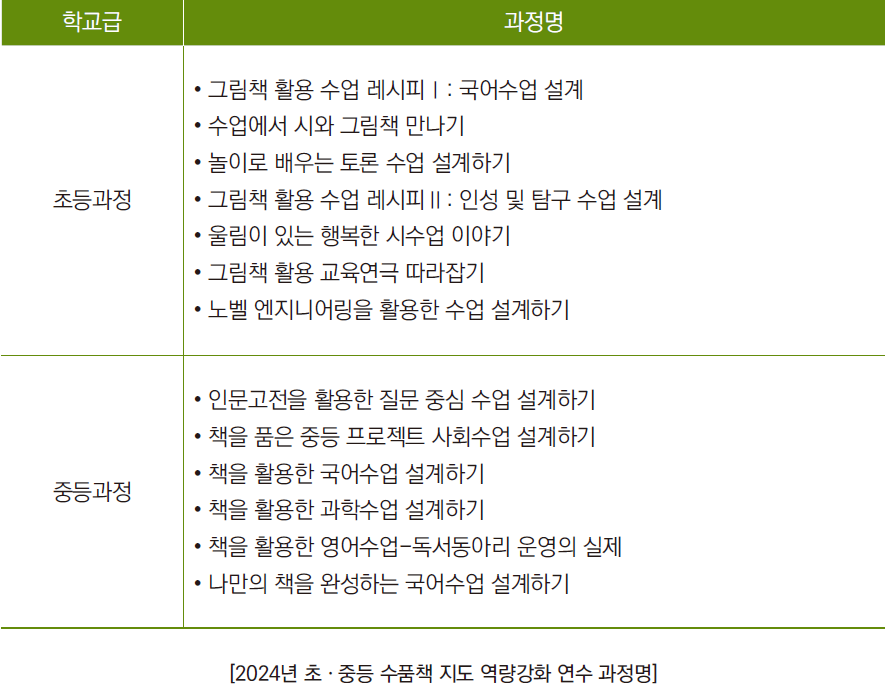 학교급 과정명
초등과정
• 그림책 활용 수업 레시피Ⅰ: 국어수업 설계
• 수업에서 시와 그림책 만나기
• 놀이로 배우는 토론 수업 설계하기
• 그림책 활용 수업 레시피Ⅱ: 인성 및 탐구 수업 설계
• 울림이 있는 행복한 시수업 이야기
• 그림책 활용 교육연극 따라잡기
• 노벨 엔지니어링을 활용한 수업 설계하기
중등과정
• 인문고전을 활용한 질문 중심 수업 설계하기
• 책을 품은 중등 프로젝트 사회수업 설계하기
• 책을 활용한 국어수업 설계하기
• 책을 활용한 과학수업 설계하기
• 책을 활용한 영어수업-독서동아리 운영의 실제
• 나만의 책을 완성하는 국어수업 설계하기
[2024년 초·중등 수품책 지도 역량강화 연수 과정명]